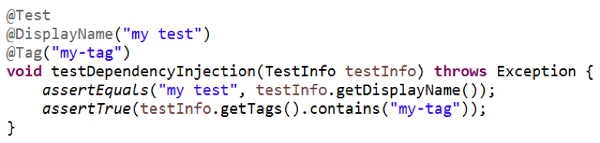 @Test
@DisplayName("my test")
@Tag("my-tag")
void testDependencyInjection(TestInfo testInfo) throws Exception {
    assertEquals("my test", testInfo.getDisplayName());
    assertTrue(testInfo.getTags().contains("my-tag"));
}